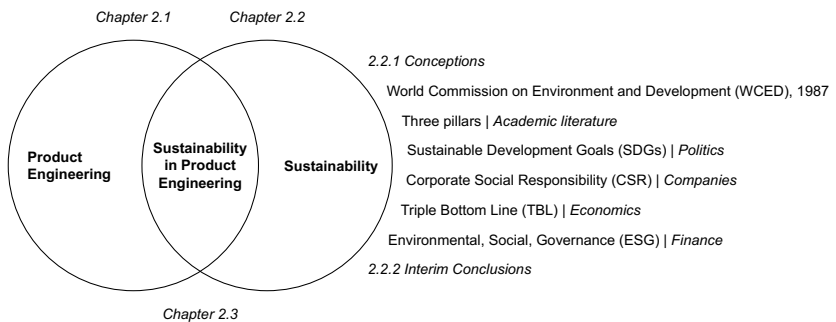 Chapter 2.1
Chapter 2.2
2.2.1 Conceptions
World Commission on Environment and Development (WCED), 1987
Three pillars | Academic literature
Sustainable Development Goals (SDGs) | Politics
Corporate Social Responsibility (CSR) | Companies
Triple Bottom Line (TBL) | Economics
Environmental, Social, Governance (ESG) | Finance
2.2.2 Interim Conclusions
Product
Engineering
Sustainability
in Product
Engineering
Sustainability
Chapter 2.3